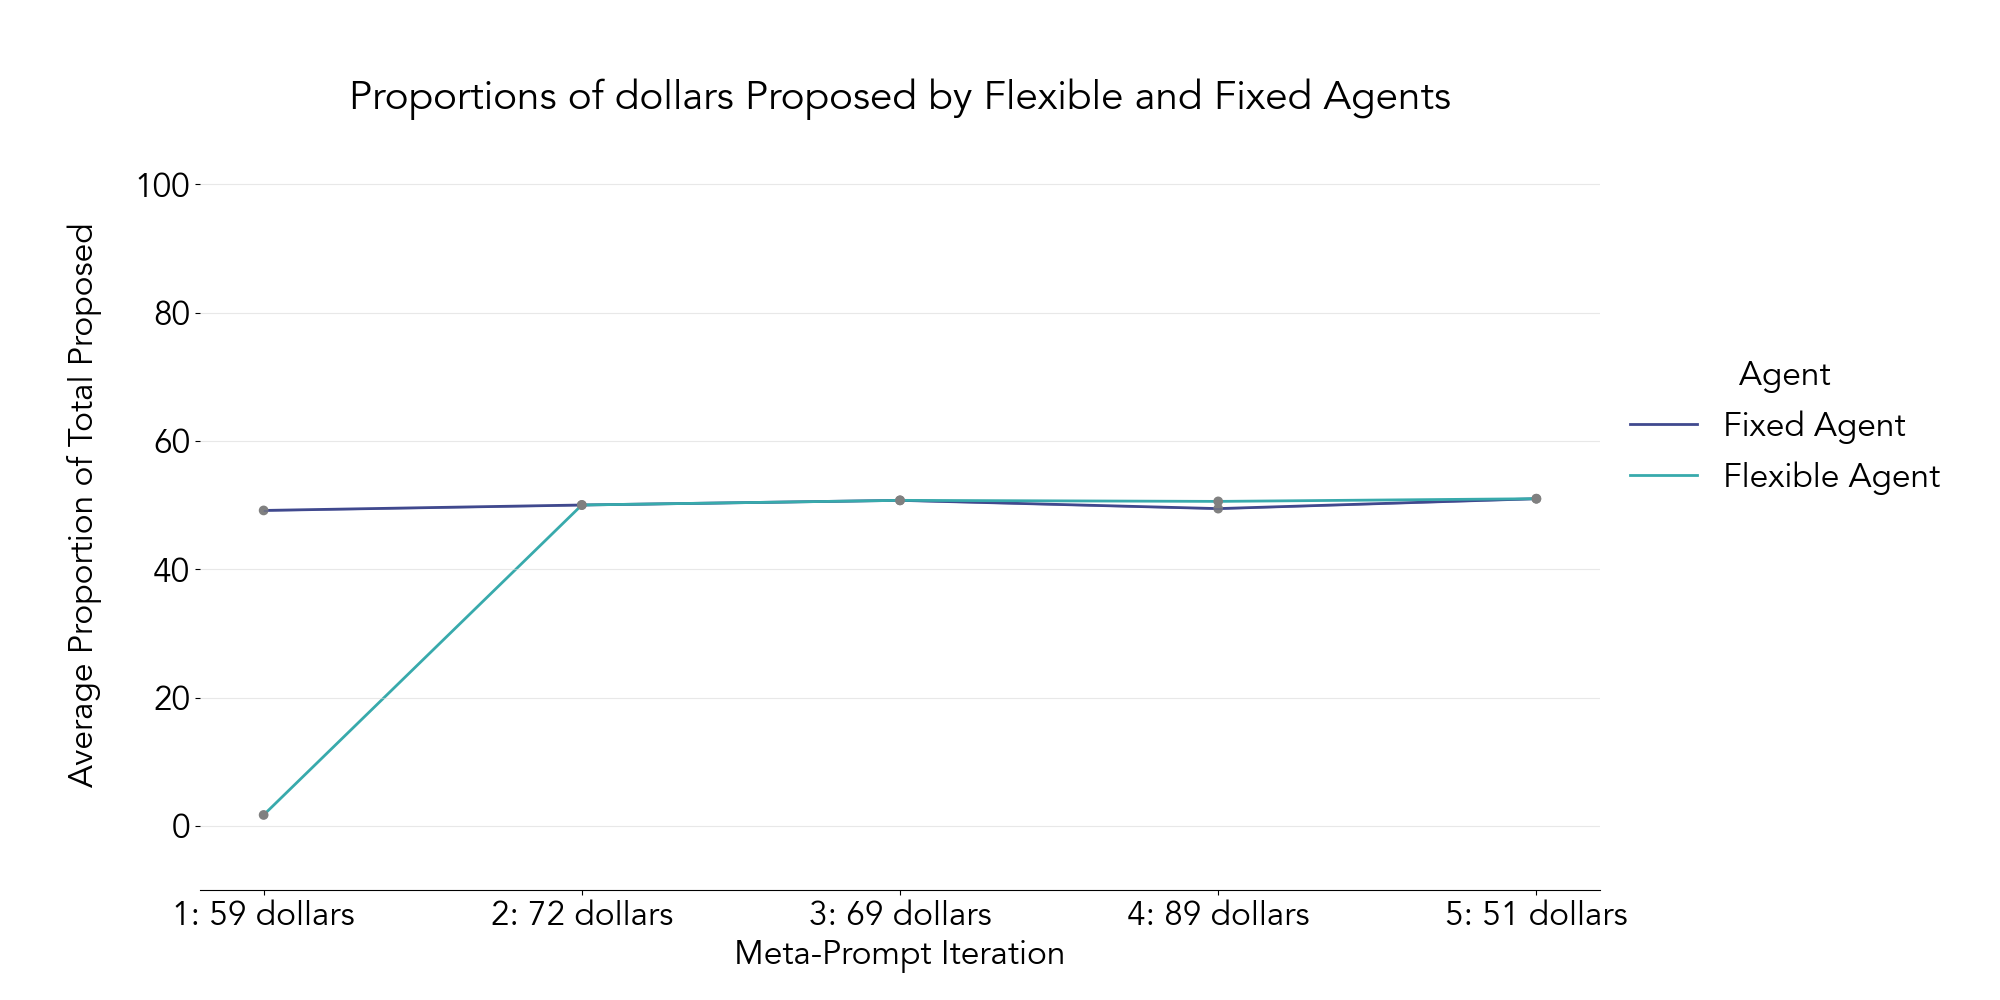 Proportions of dollars Proposed by Flexible and Fixed Agents
Average Proportion of Total Proposed
100
80
60
40
20
0
1: 59 dollars
2: 72 dollars
3: 69 dollars
4: 89 dollars
5: 51 dollars
Meta-Prompt Iteration
Agent
Fixed Agent
Flexible Agent